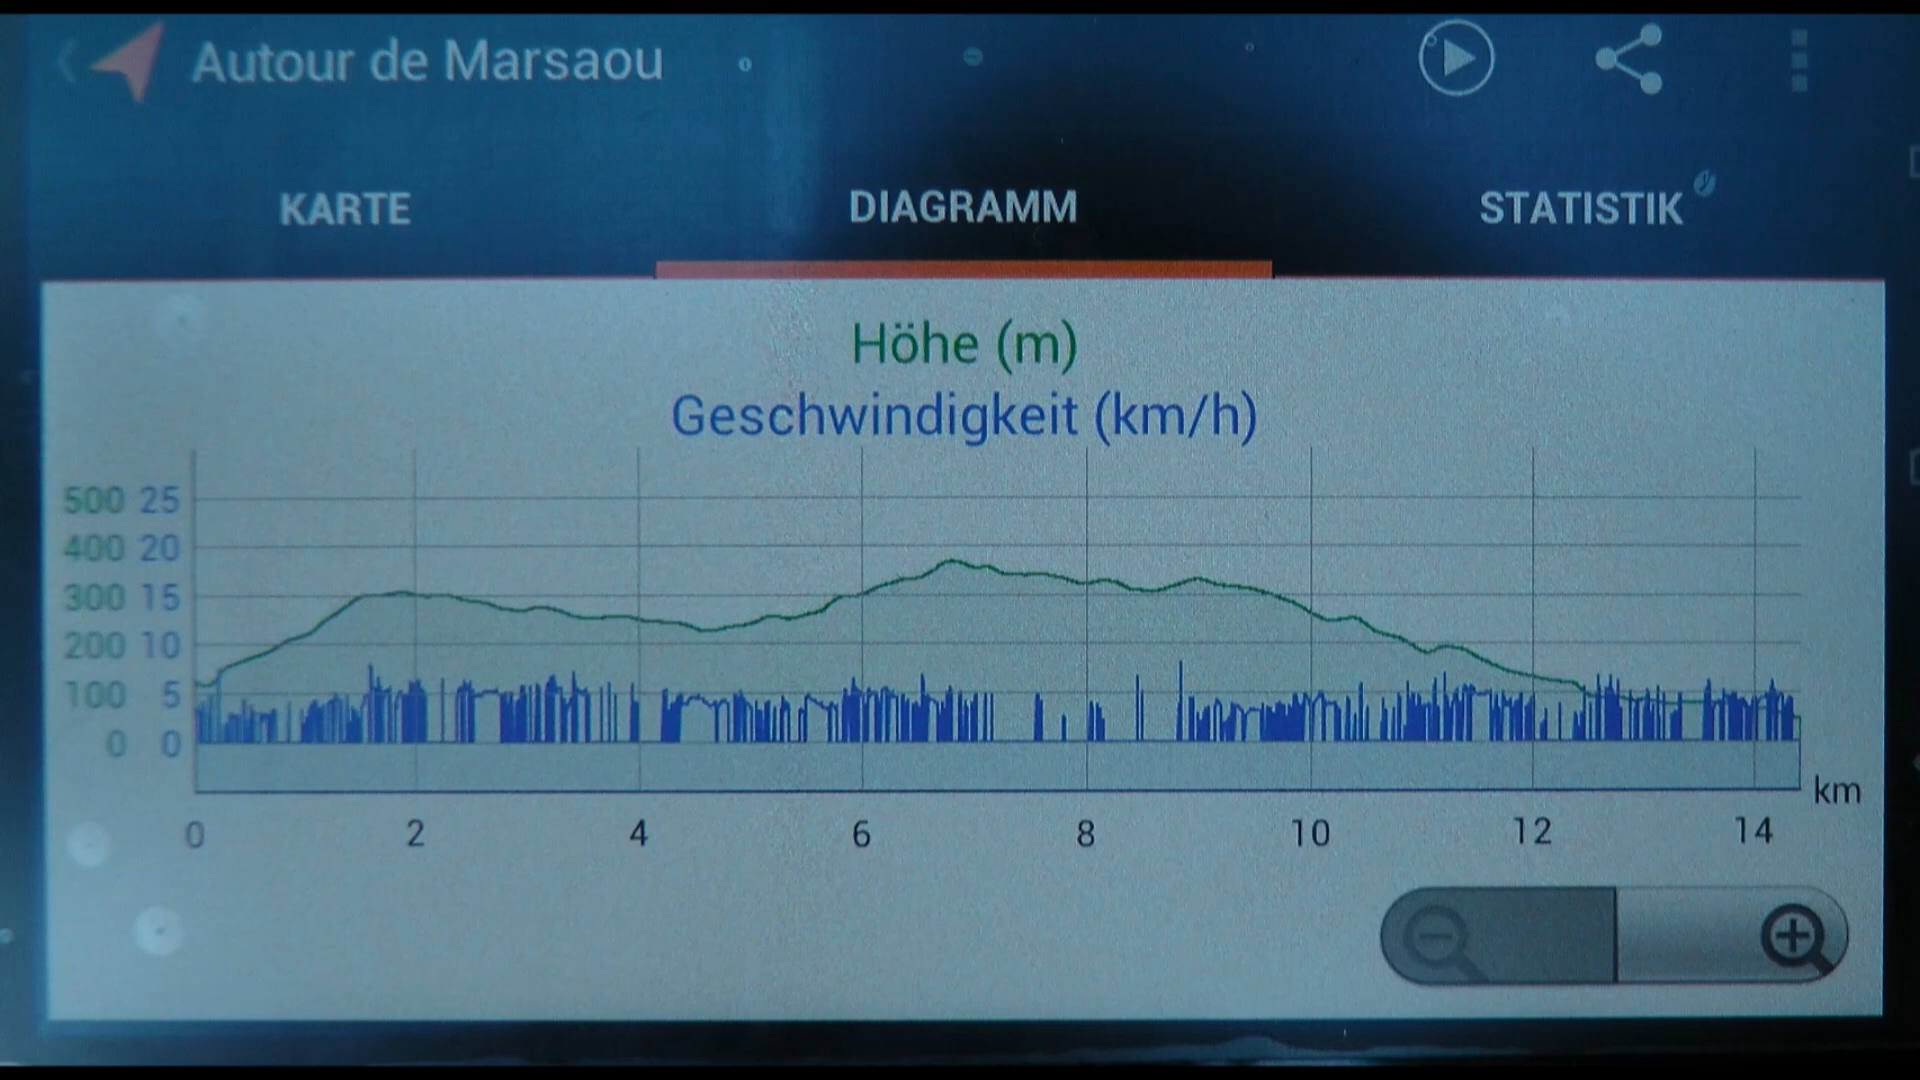 Autour de Marsaou
KARTE
DIAGRAMM
STATISTIK
Höhe (m)
Geschwindigkeit (km/h)
500 25
400 20
300 15
200 10
100 5
0 0
km
0 2 4 6 8 10 12 14